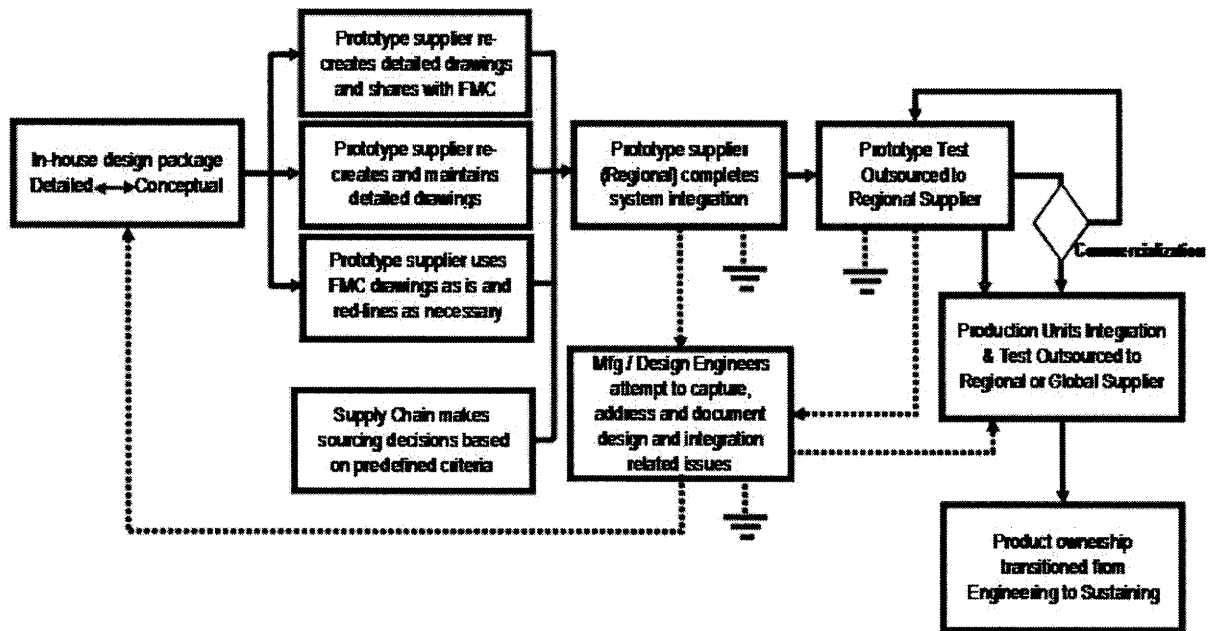 Prototype supplier re-
creates detailed drawings
and shares with FMC
In-house design package
Detailed ↔ Conceptual
Prototype supplier re-
creates and maintains
detailed drawings
Prototype supplier uses
FMC drawings as is and
red-lines as necessary
Supply Chain makes
sourcing decisions based
on predefined criteria
Prototype supplier
(Regional) completes
system integration
Mfg / Design Engineers
attempt to capture,
address and document
design and integration
related issues
Prototype Test
Outsourced to
Regional Supplier
Commercialization
Production Units Integration
& Test Outsourced to
Regional or Global Supplier
Product ownership
transitioned from
Engineering to Sustaining